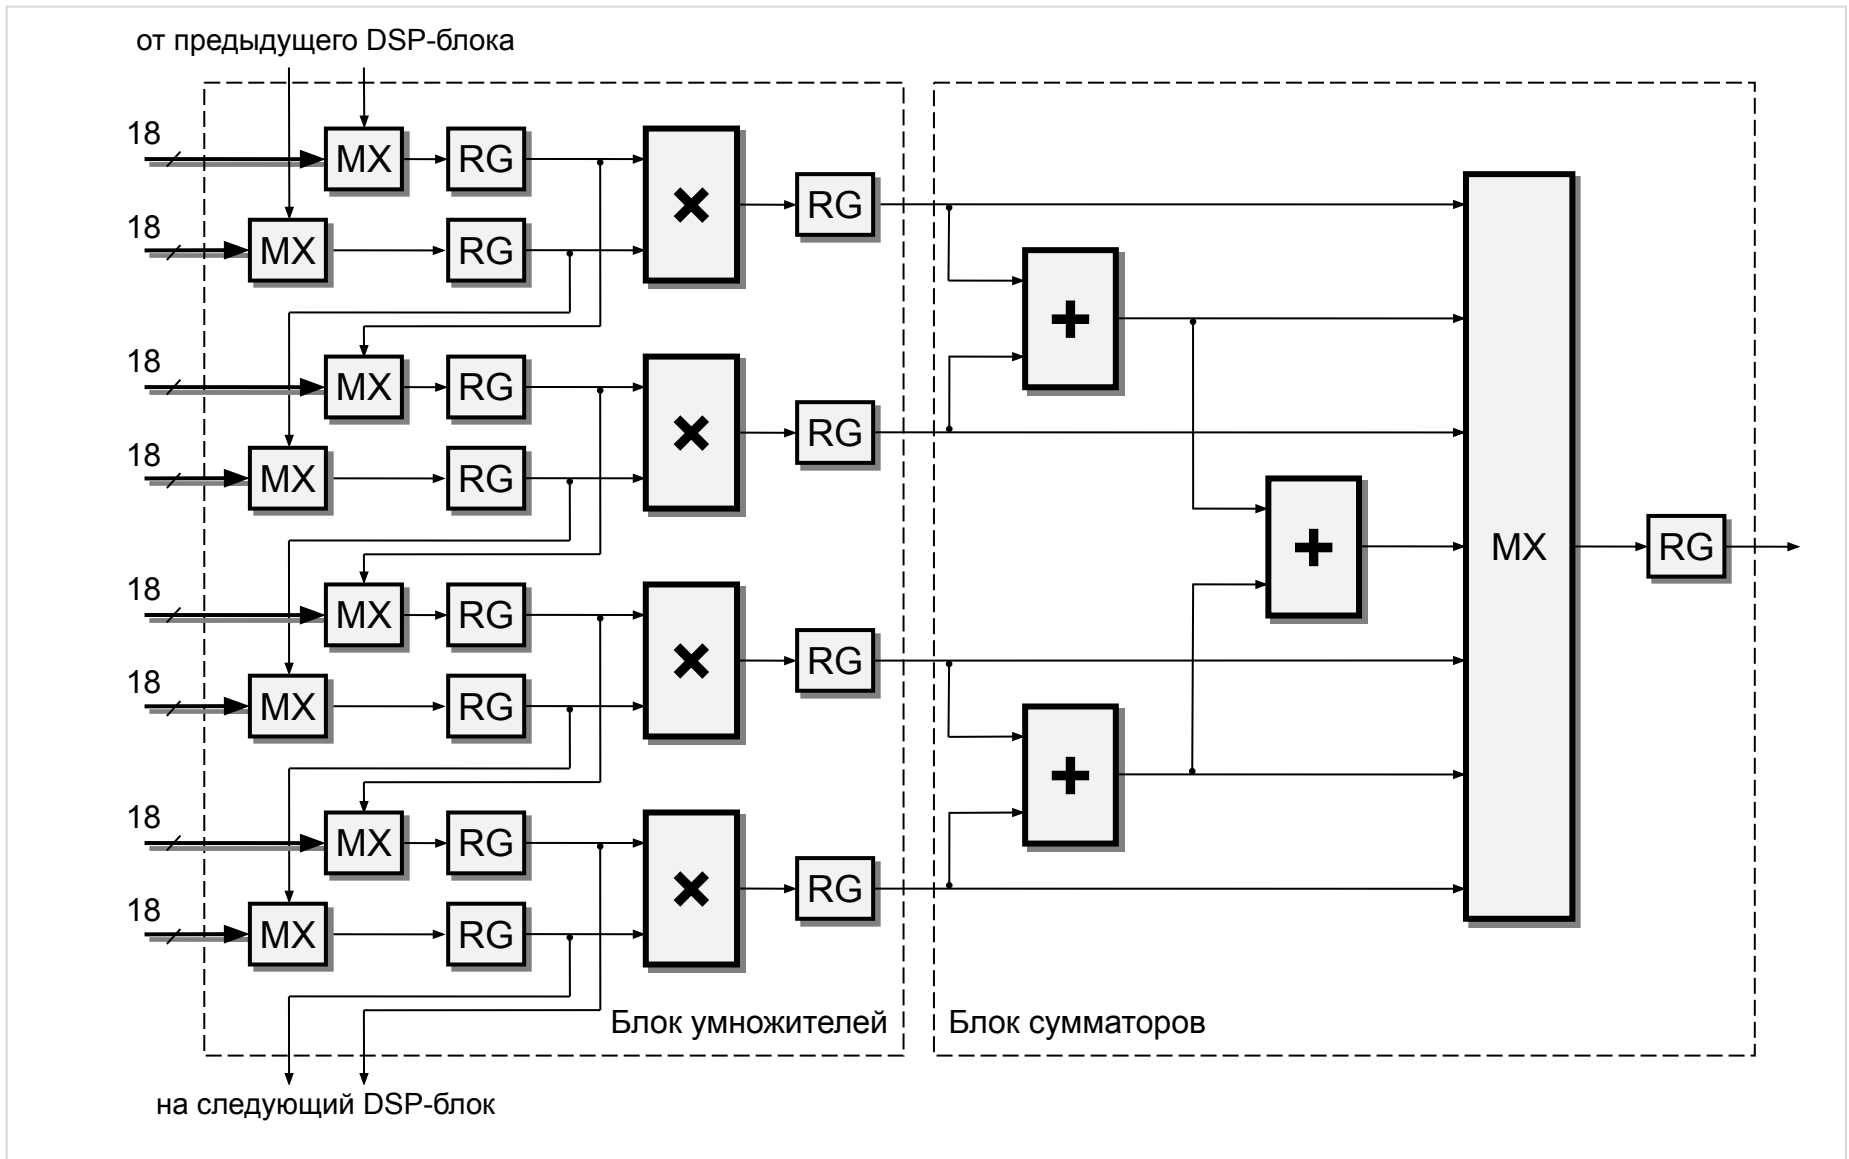 от предыдущего DSP-блока
18
MX RG
RG
18
MX RG
18
MX RG
RG
MX
18
MX RG
18
MX RG
RG
RG
18
MX RG
18
MX RG
RG
18
MX RG
Блок умножителей
Блок сумматоров
на следующий DSP-блок